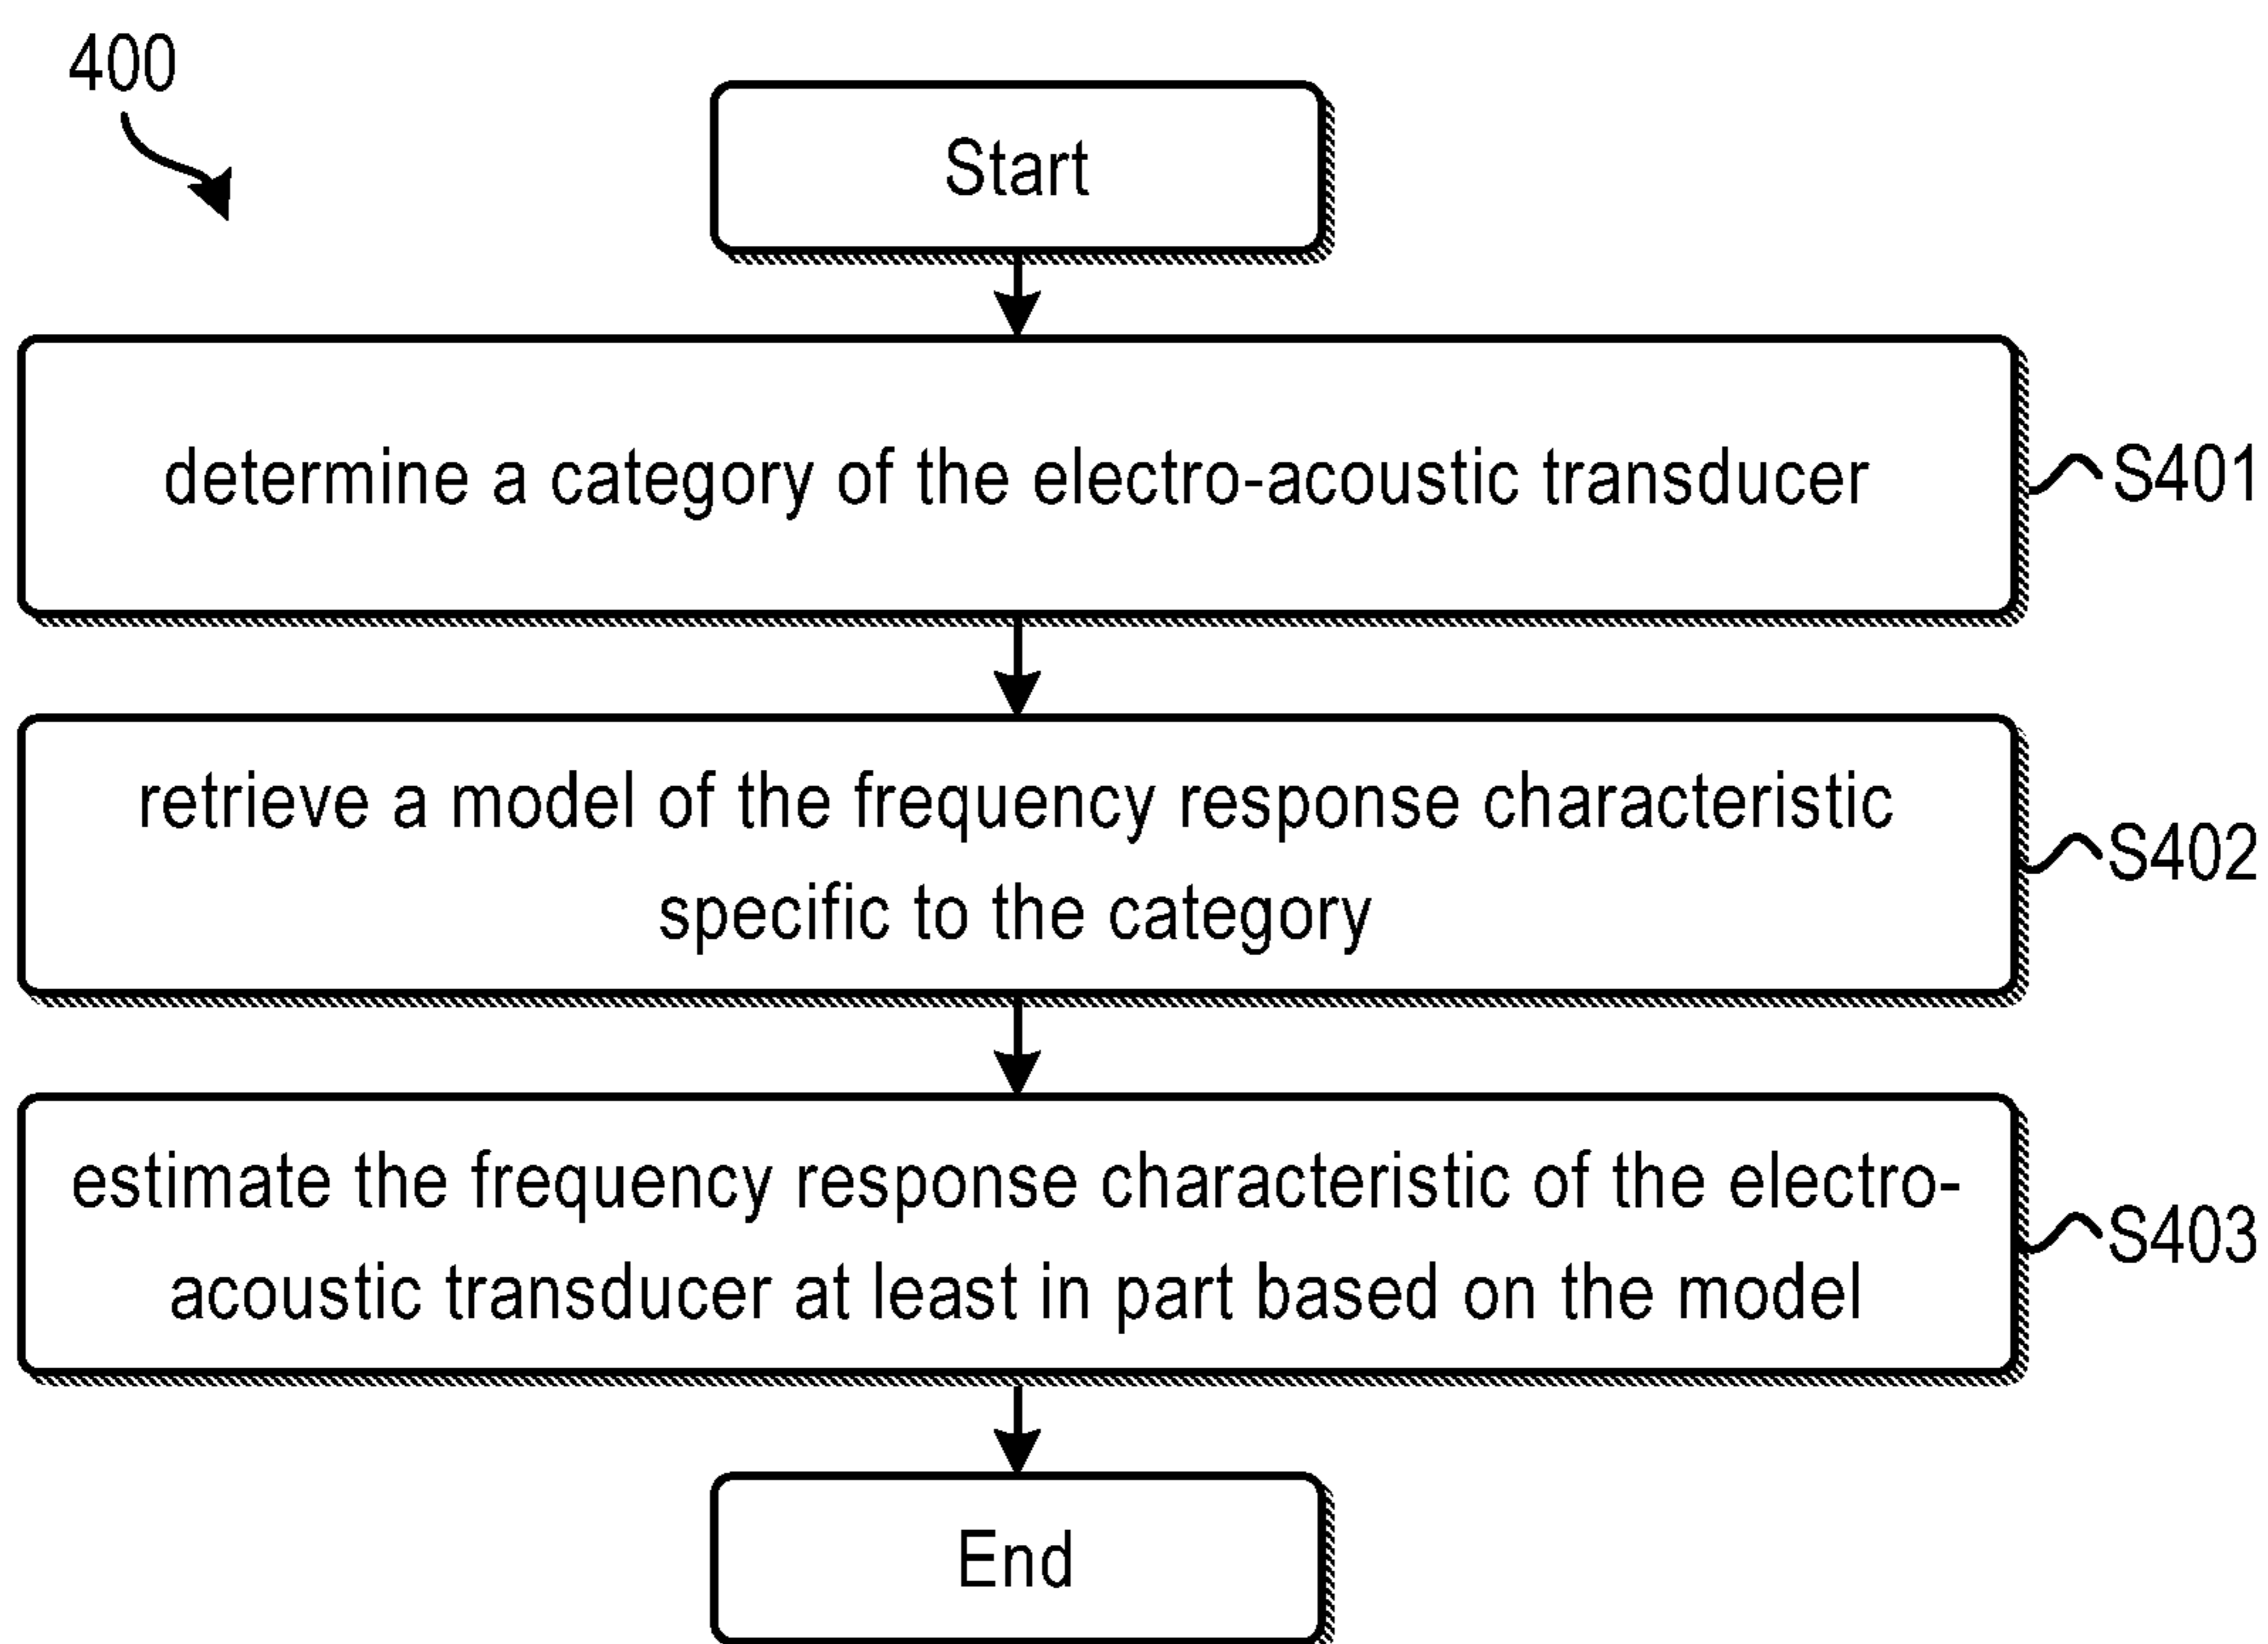 400
Start
determine a category of the electro-acoustic transducer
S401
retrieve a model of the frequency response characteristic
specific to the category
S402
estimate the frequency response characteristic of the electro-
acoustic transducer at least in part based on the model
S403
End